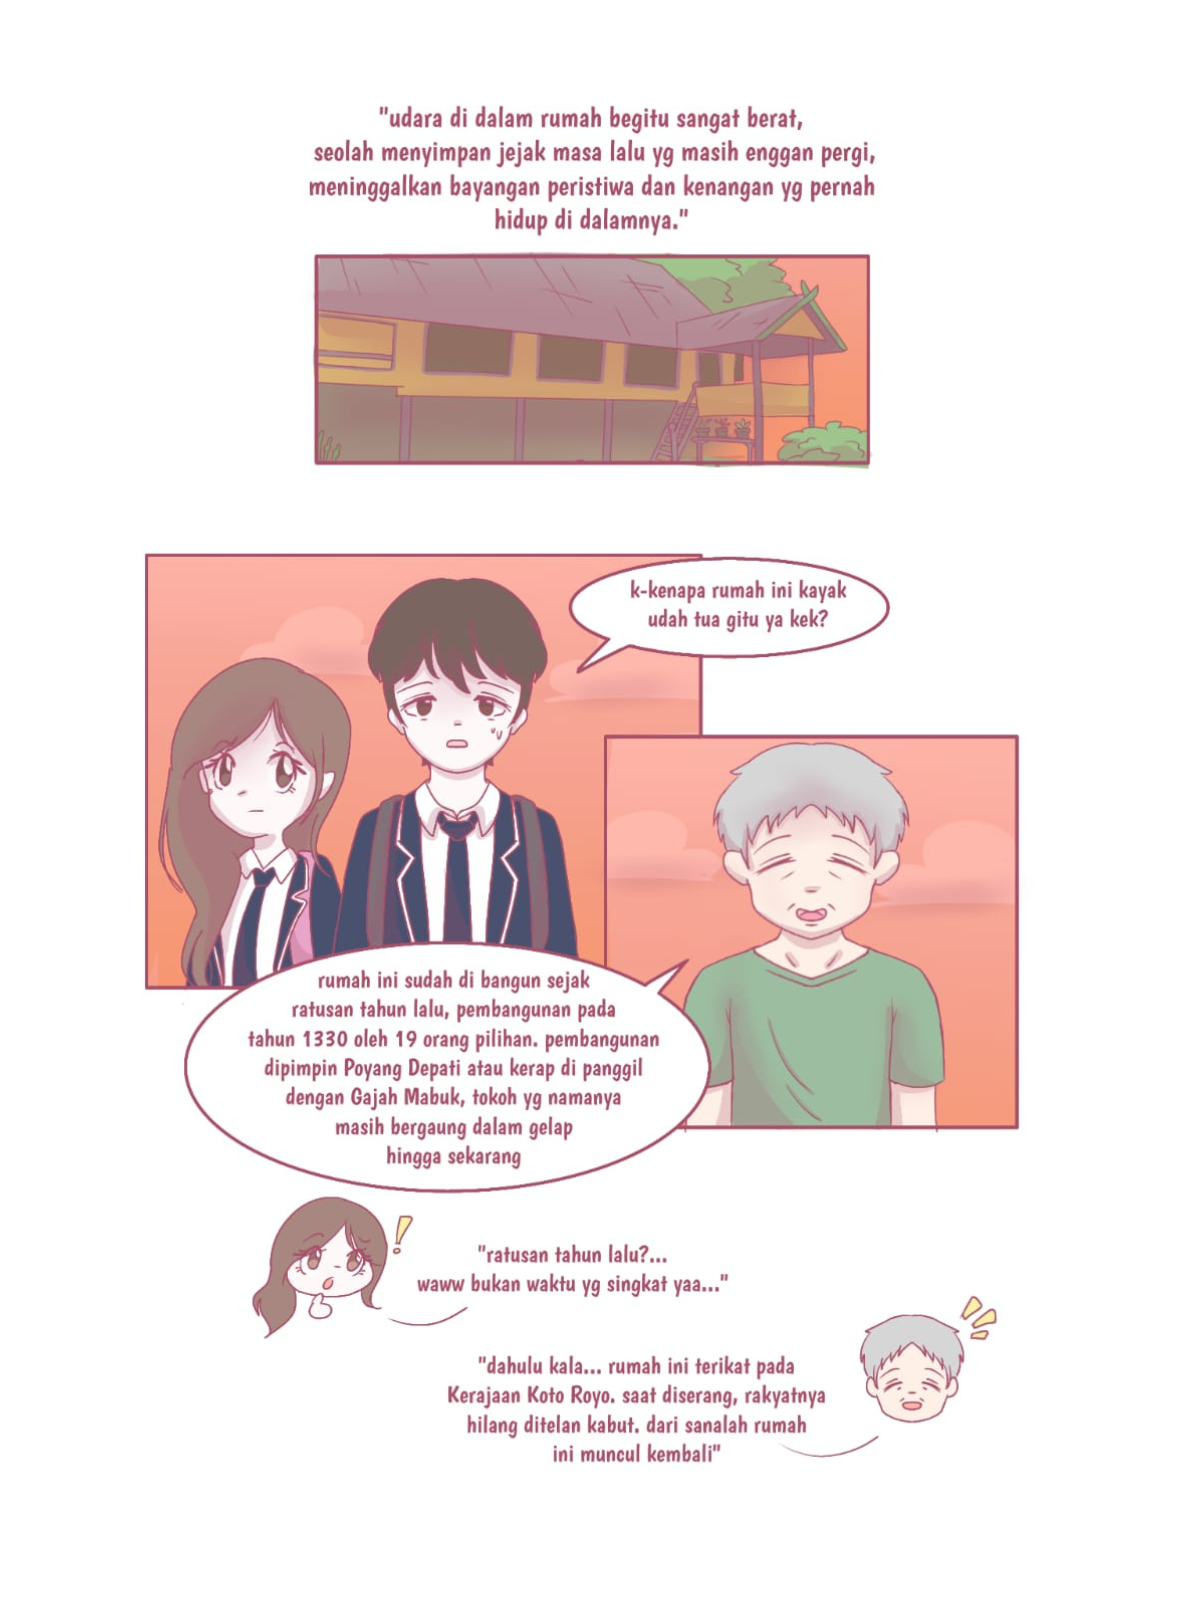 "udara di dalam rumah begitu sangat berat,
seolah menyimpan jejak masa lalu yg masih enggan pergi,
meninggalkan bayangan peristiwa dan kenangan yg pernah
hidup di dalamnya."
k-kenapa rumah ini kayak
udah tua gitu ya kek?
rumah ini sudah di bangun sejak
ratusan tahun lalu, pembangunan pada
tahun 1330 oleh 19 orang pilihan. pembangunan
dipimpin Poyang Depati atau kerap di panggil
dengan Gajah Mabuk, tokoh yg namanya
masih bergaung dalam gelap
hingga sekarang
"ratusan tahun lalu?...
waww bukan waktu yg singkat yaa..."
"dahulu kala... rumah ini terikat pada
Kerajaan Koto Royo. saat diserang, rakyatnya
hilang ditelan kabut. dari sanalah rumah
ini muncul kembali"